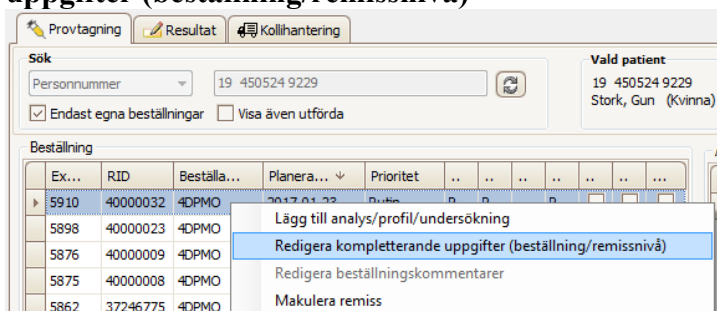 uppgifter (beställning/remissnivå)
Provtagning Resultat Kollihantering
Sök
Personnummer 19 450524 9229
Endast egna beställningar Visa även utförda
Vald patient
19 450524 9229
Stork, Gun (Kvinna)
Beställning
Ex... RID Beställa... Planera... Prioritet .. .. .. .. .. .. ...
5910 40000032 4DPMO 2017-01-23 Rutin
5898 40000023 4DPMO
5876 40000009 4DPMO
5875 40000008 4DPMO
5862 37246775 4DPMO
Lägg till analys/profil/undersökning
Redigera kompletterande uppgifter (beställning/remissnivå)
Redigera beställningskommentarer
Makulera remiss